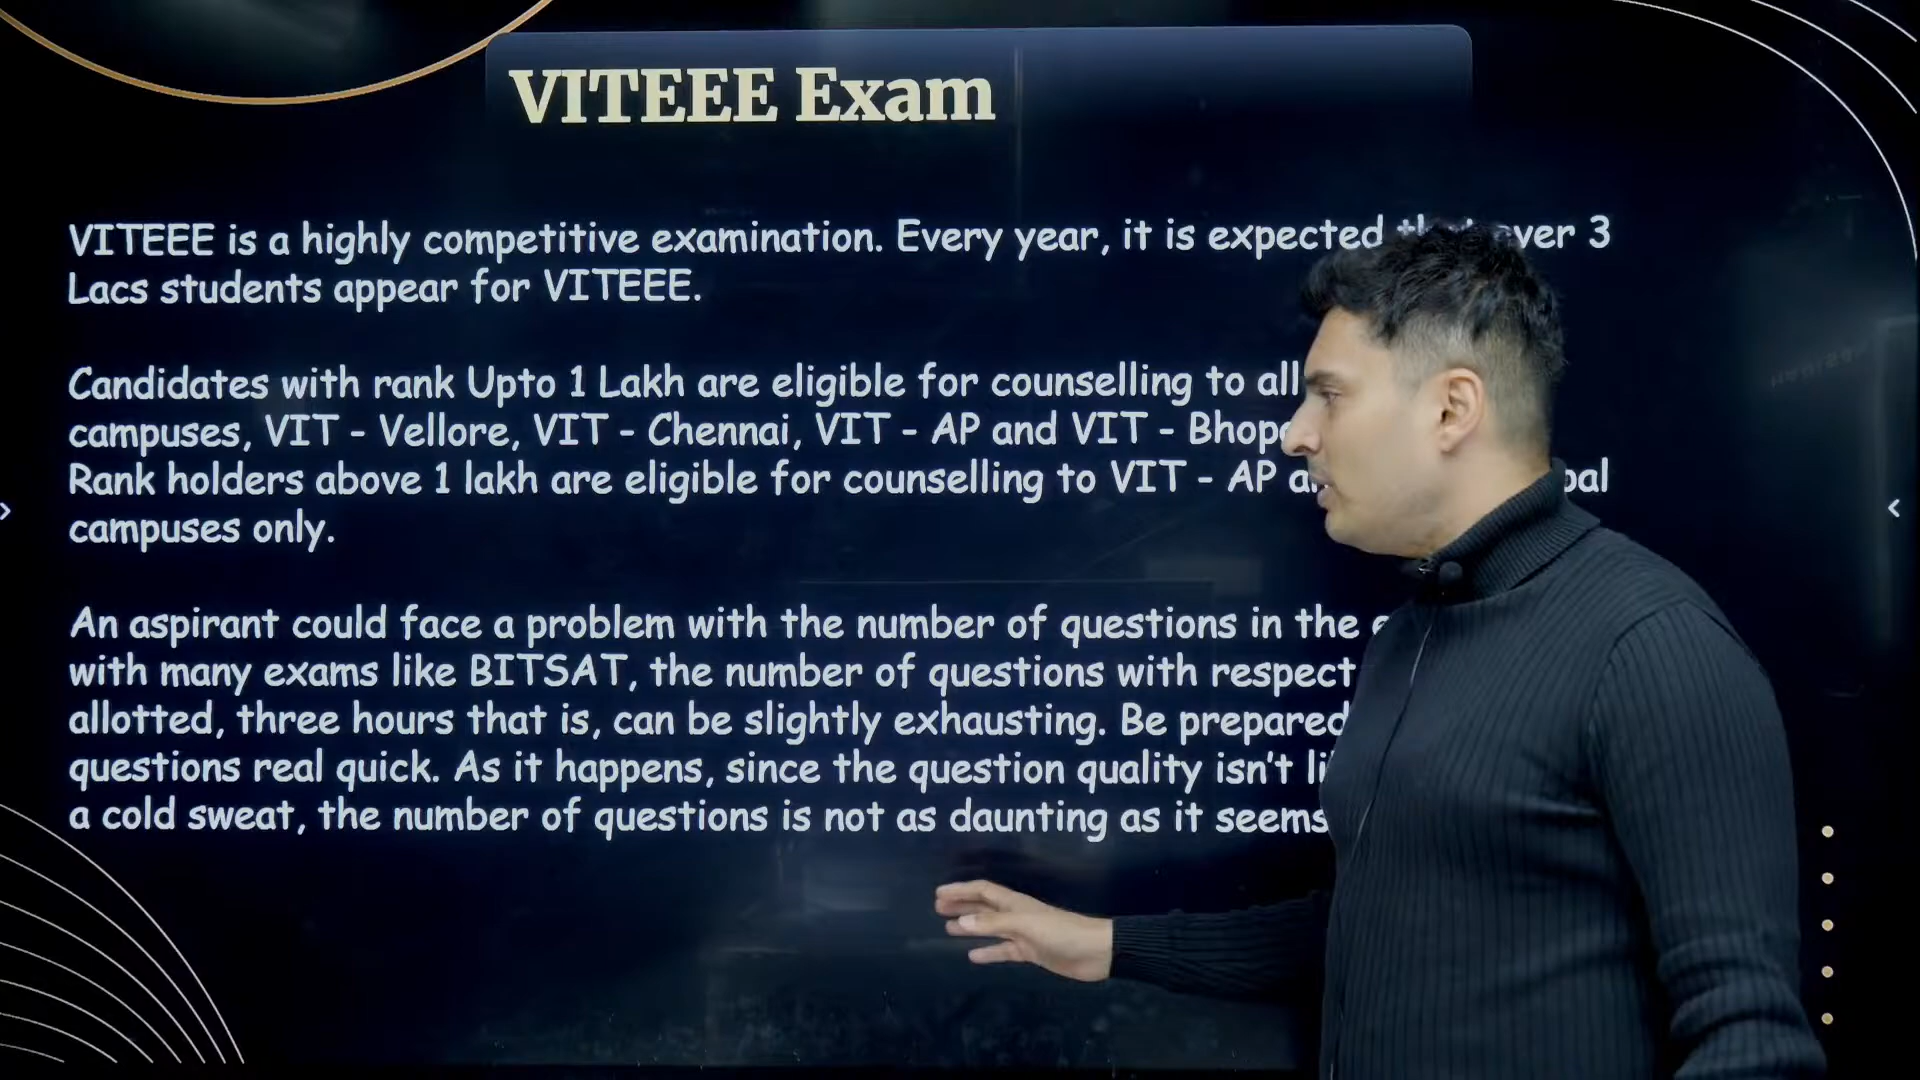 VITEEE Exam
VITEEE is a highly competitive examination. Every year, it is expected over 3
Lacs students appear for VITEEE.
Candidates with rank Upto 1 Lakh are eligible for counselling to all
campuses, VIT - Vellore, VIT - Chennai, VIT - AP and VIT -
Rank holders above 1 lakh are eligible for counselling to VIT - AP
campuses only.
An aspirant could face a problem with the number of questions in the
with many exams like BITSAT, the number of questions with respect
allotted, three hours that is, can be slightly exhausting. Be prepared
questions real quick. As it happens, since the question quality isn't
a cold sweat, the number of questions is not as daunting as it seems